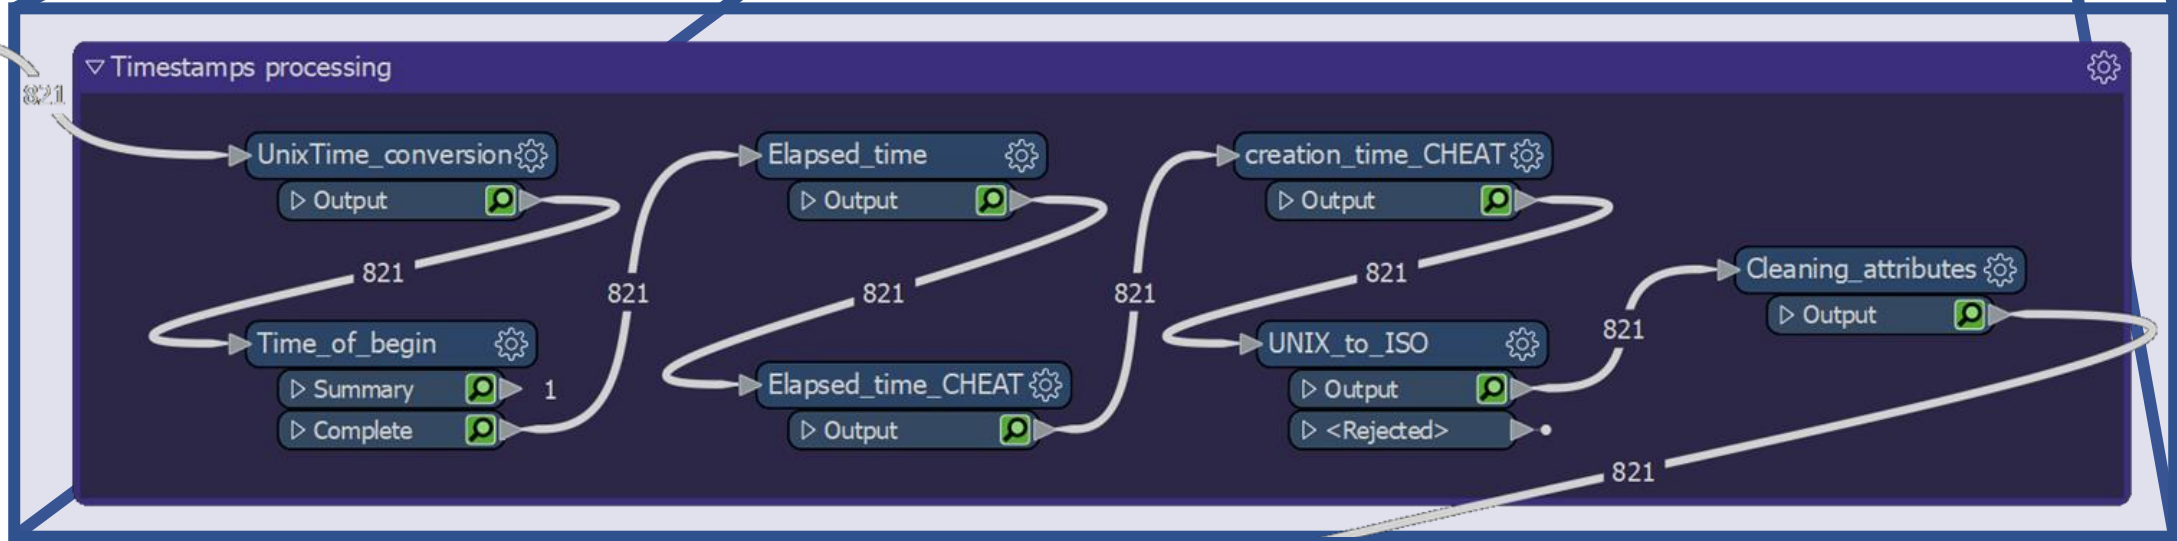 Timestamps processing
821
UnixTime_conversion
Output
821
Time_of_begin
Summary
1
Complete
821
Elapsed_time
Output
821
Elapsed_time_CHEAT
Output
821
creation_time_CHEAT
Output
821
UNIX_to_ISO
Output
<Rejected>
821
Cleaning_attributes
Output
821